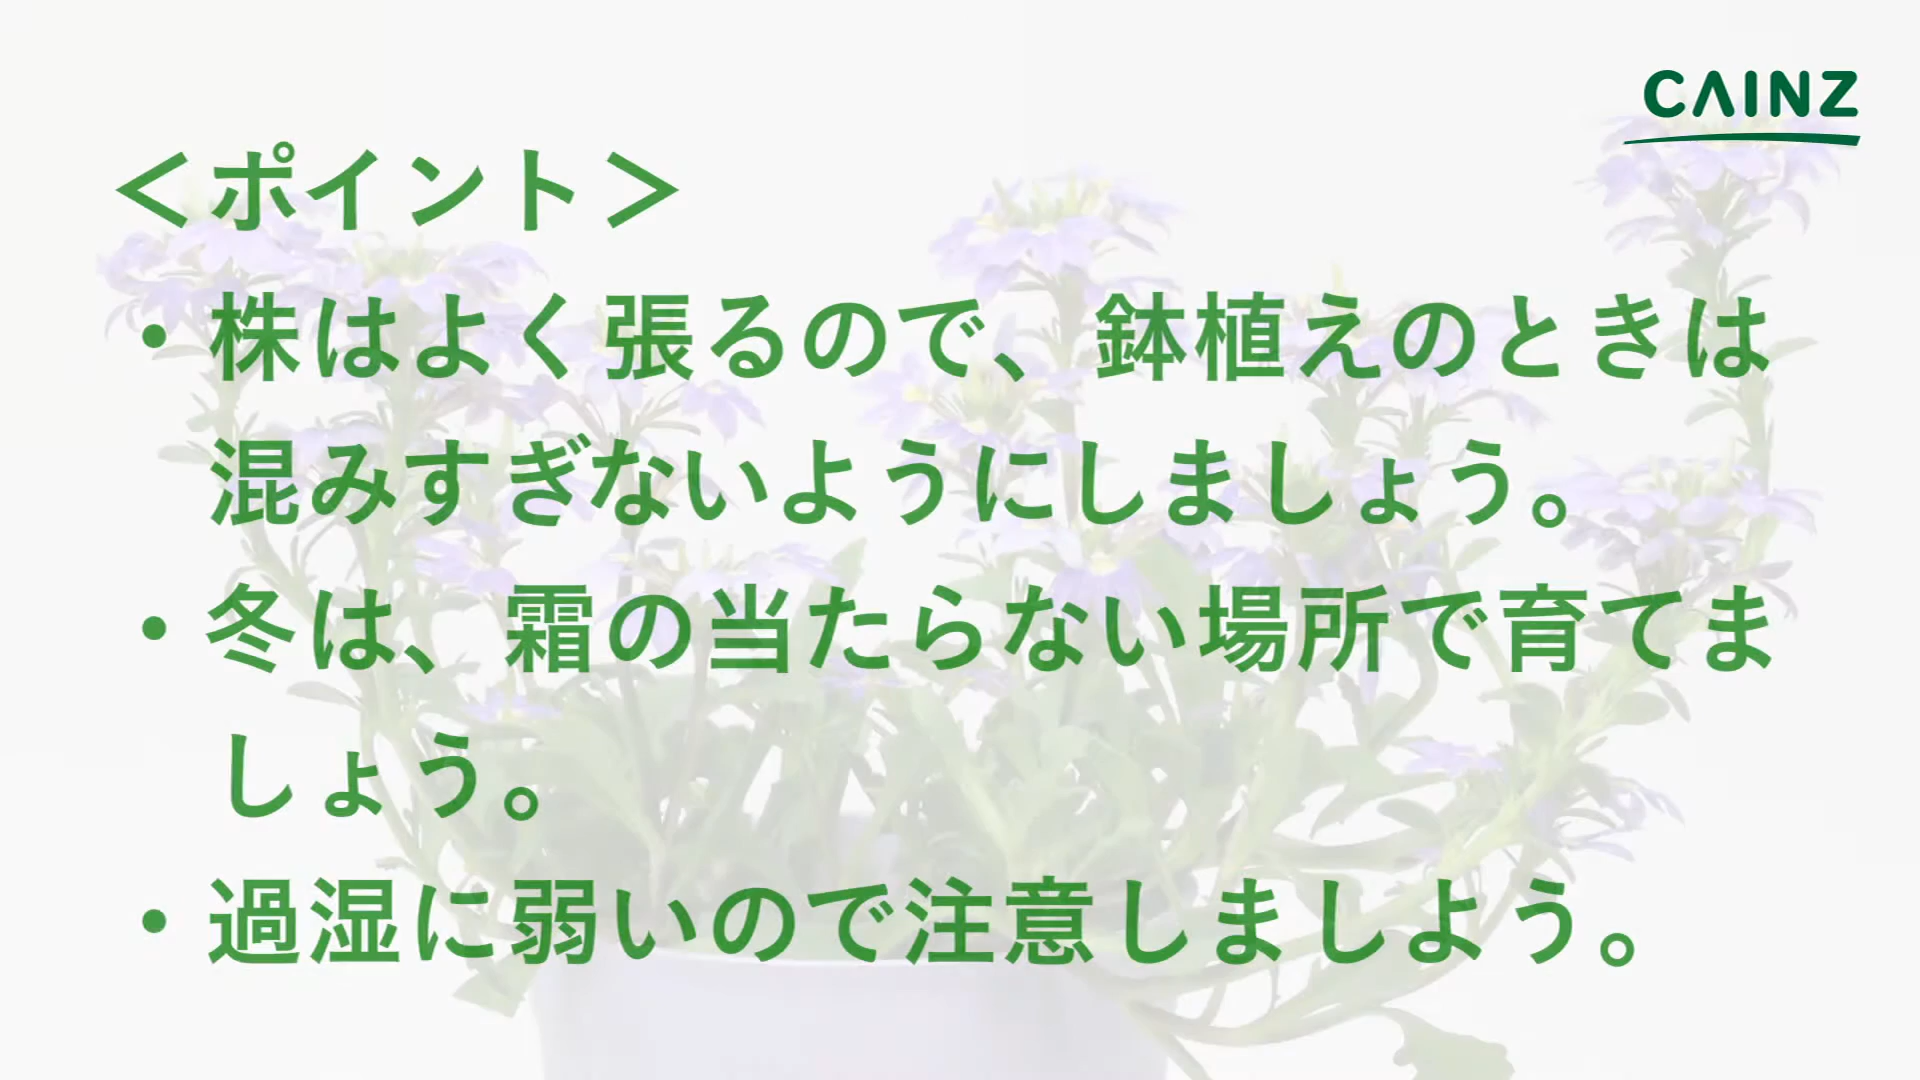 CAINZ
＜ポイント＞
・株はよく張るので、鉢植えのときは
混みすぎないようにしましょう。
・冬は、霜の当たらない場所で育てま
しょう。
・過湿に弱いので注意しましよう。